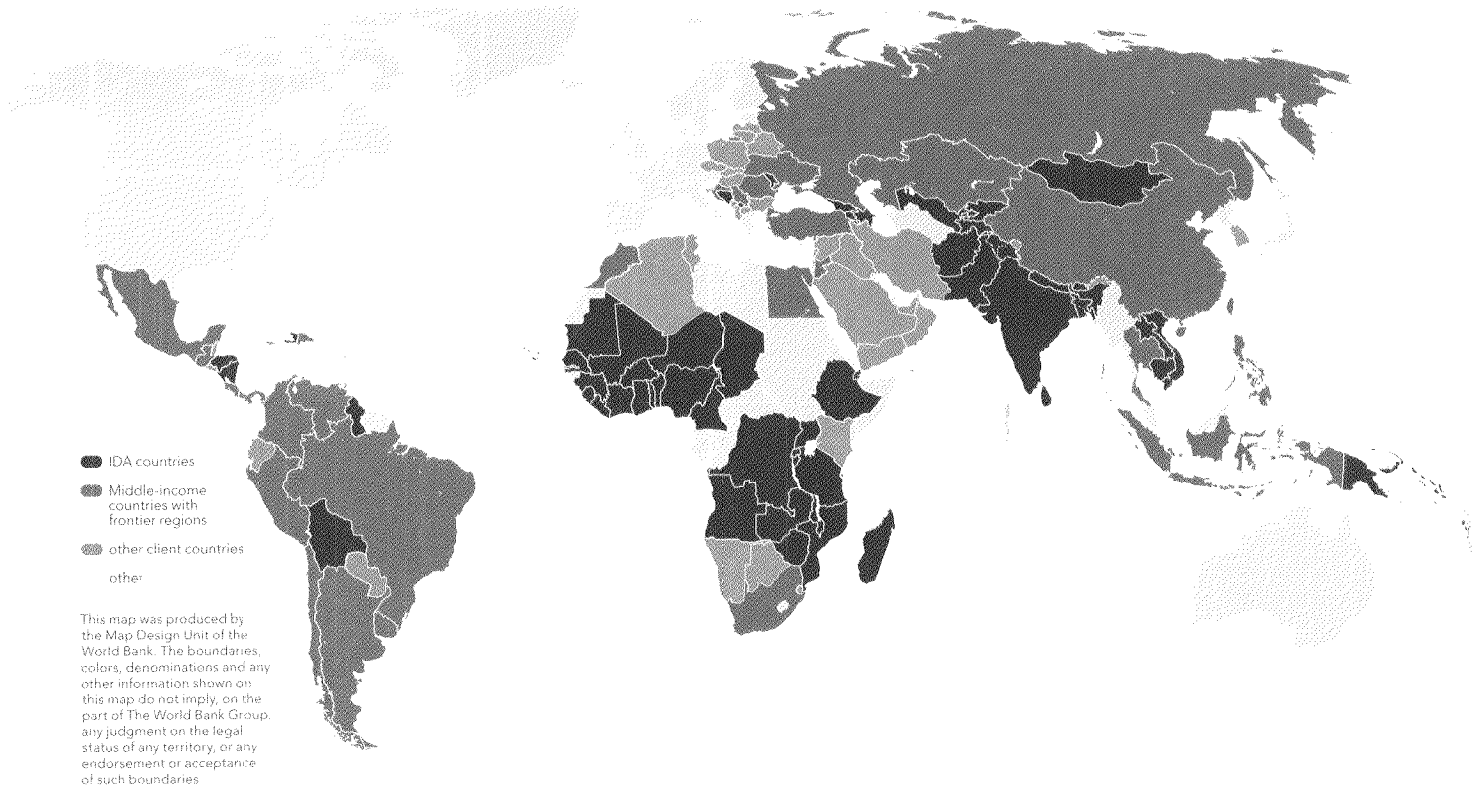 IDA countries
Middle-income
countries with
frontier regions
other client countries
other
This map was produced by
the Map Design Unit of the
World Bank. The boundaries,
colors, denominations and any
other information shown on
this map do not imply, on the
part of The World Bank Group,
any judgment on the legal
status of any territory, or any
endorsement or acceptance
of such boundaries